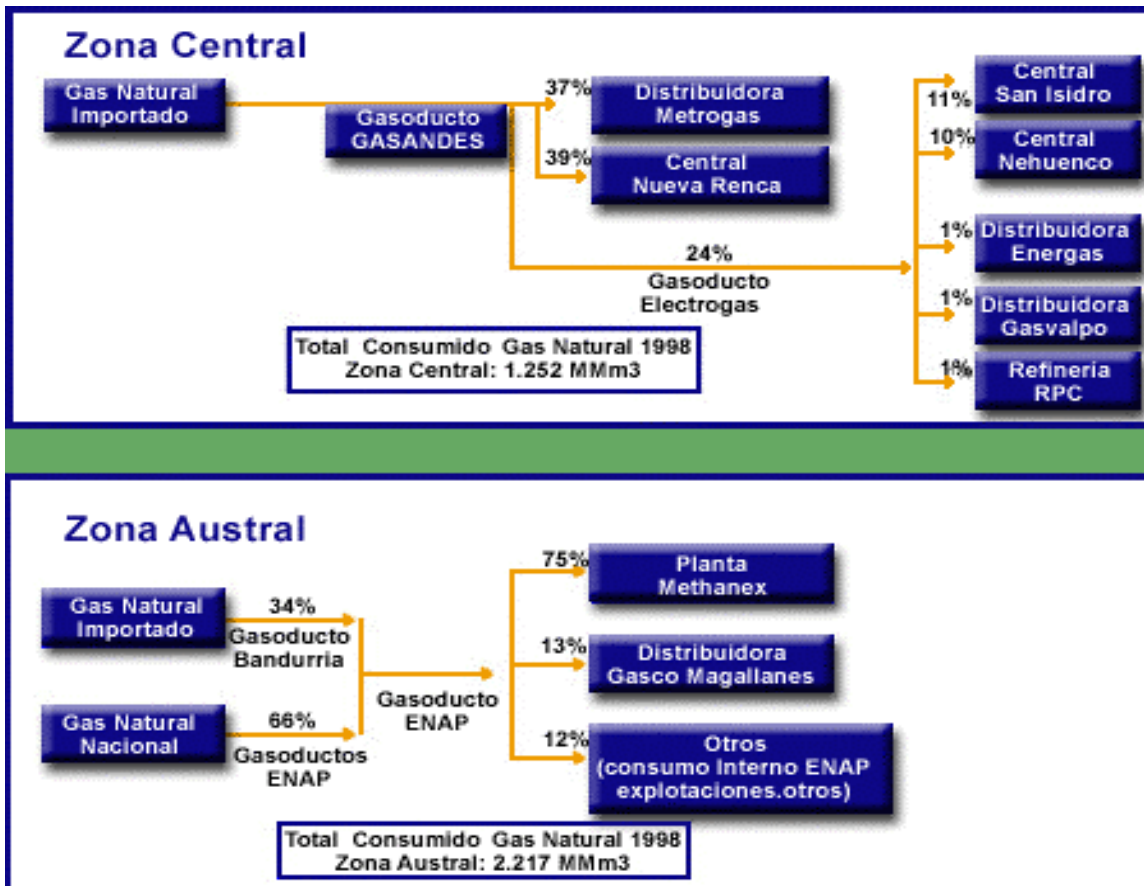 Zona Central
Gas Natural
Importado
Gasoducto
GASANDES
37%
Distribuidora
Metrogas
39%
Central
Nueva Renca
24%
Gasoducto
Electrogas
11%
Central
San Isidro
10%
Central
Nehuenco
1%
Distribuidora
Energas
1%
Distribuidora
Gasvalpo
1%
Refineria
RPC
Total Consumido Gas Natural 1998
Zona Central: 1.252 MMm3
Zona Austral
Gas Natural
Importado
34%
Gasoducto
Bandurria
Gas Natural
Nacional
66%
Gasoductos
ENAP
Gasoducto
ENAP
75%
Planta
Methanex
13%
Distribuidora
Gasco Magallanes
12%
Otros
(consumo Interno ENAP
explotaciones.otros)
Total Consumido Gas Natural 1998
Zona Austral: 2.217 MMm3